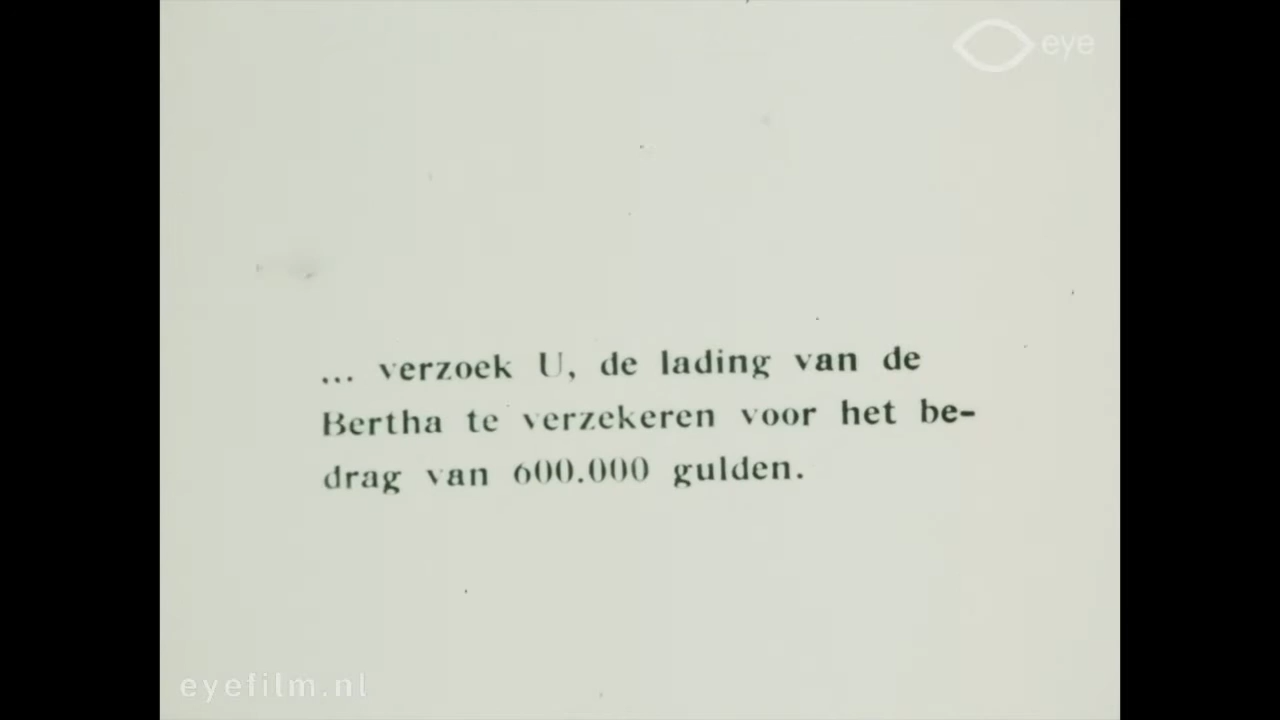 eye
... verzoek U, de lading van de
Bertha te verzekeren voor het be-
drag van 600.000 gulden.
eyefilm.nl